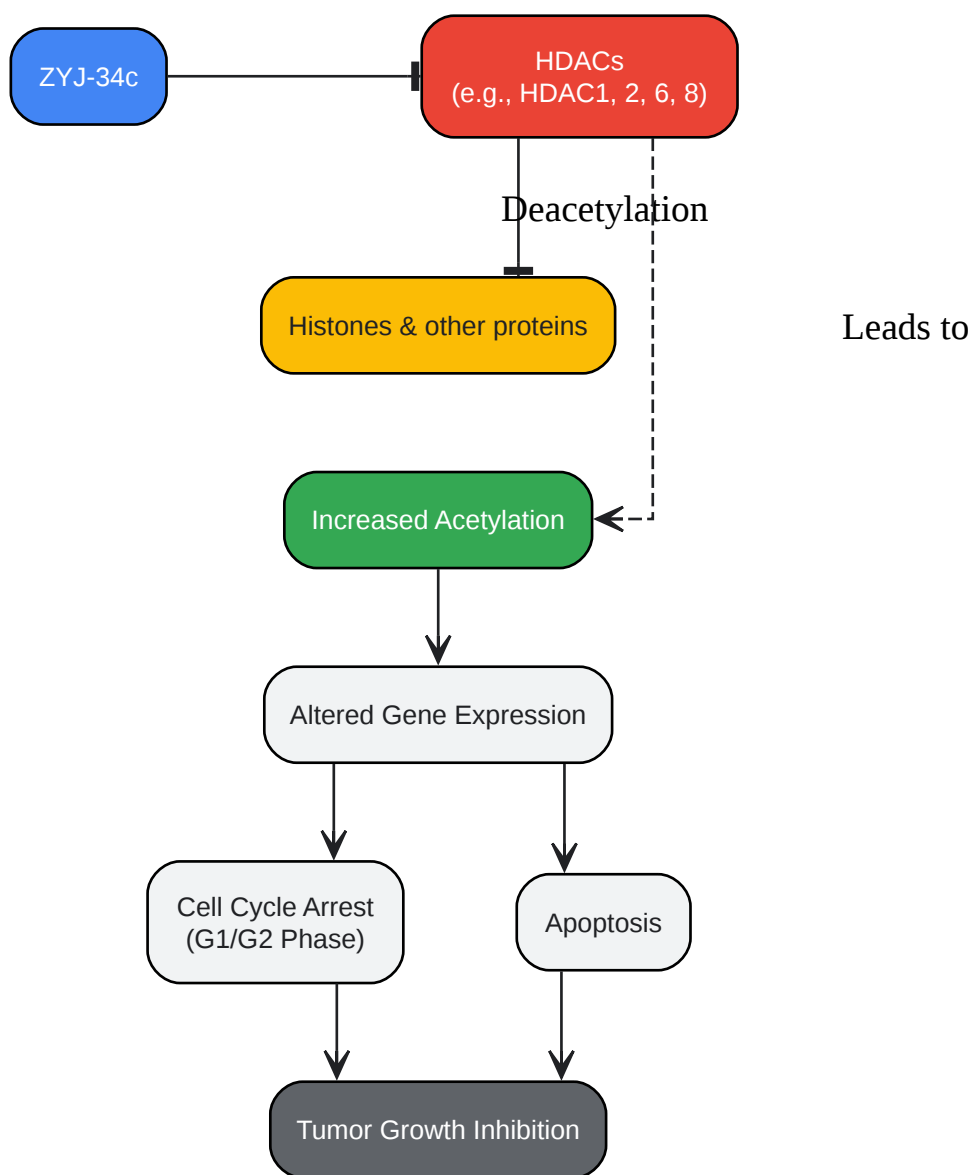 ZYJ-34c
HDACs
(e.g., HDAC1, 2, 6, 8)
Deacetylation
Histones & other proteins
Leads to
Increased Acetylation
Altered Gene Expression
Cell Cycle Arrest
(G1/G2 Phase)
Apoptosis
Tumor Growth Inhibition